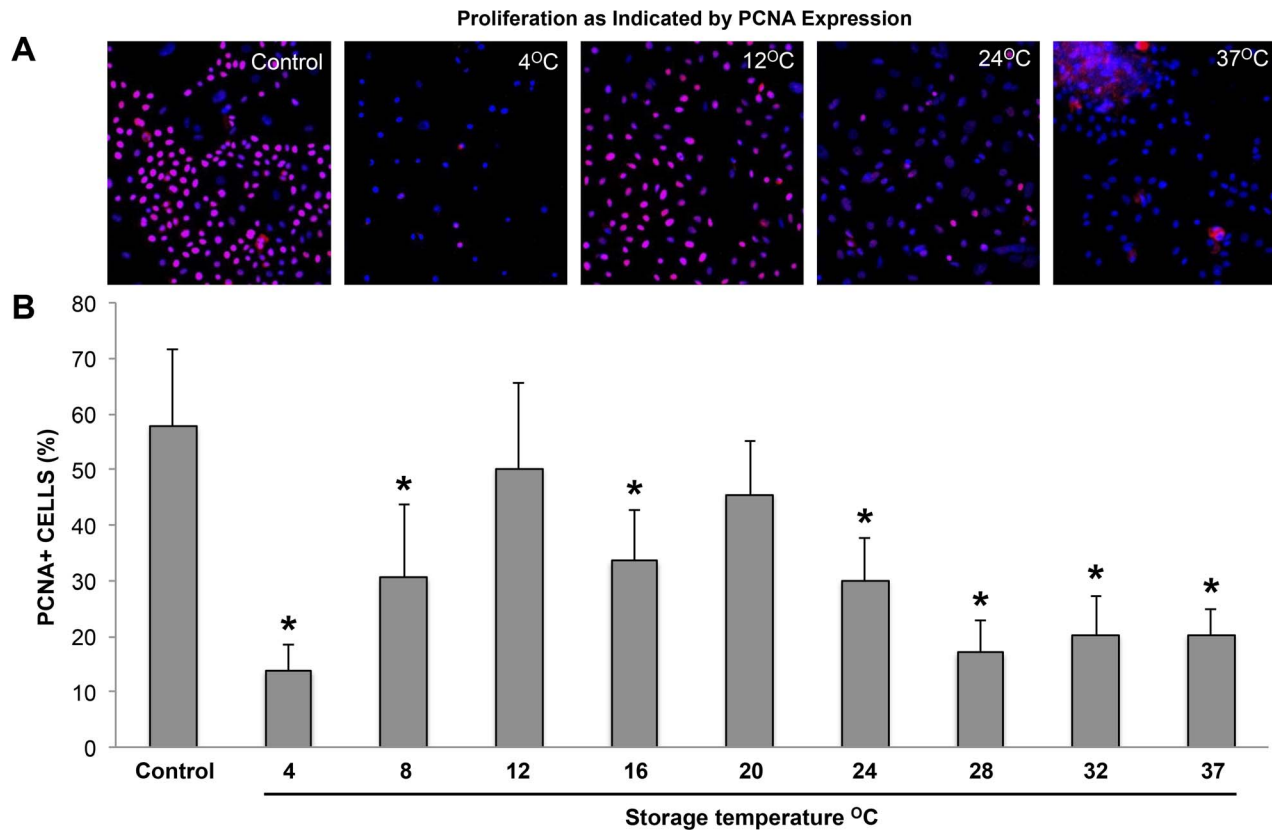 Proliferation as Indicated by PCNA Expression
A
Control
4ºC
12ºC
24ºC
37ºC
B
PCNA+ CELLS (%)
80
70
60
50
40
30
20
10
0
*
*
*
*
*
*
*
Control 4 8 12 16 20 24 28 32 37
Storage temperature ºC